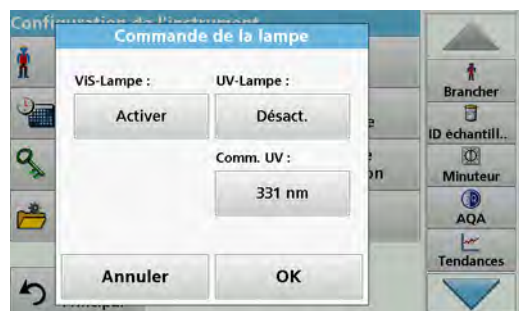 Commande de la lampe
ViS-Lampe :
UV-Lampe :
Activer
Désact.
Comm. UV :
331 nm
Annuler
OK
Brancher
ID échantill..
Minuteur
AQA
Tendances